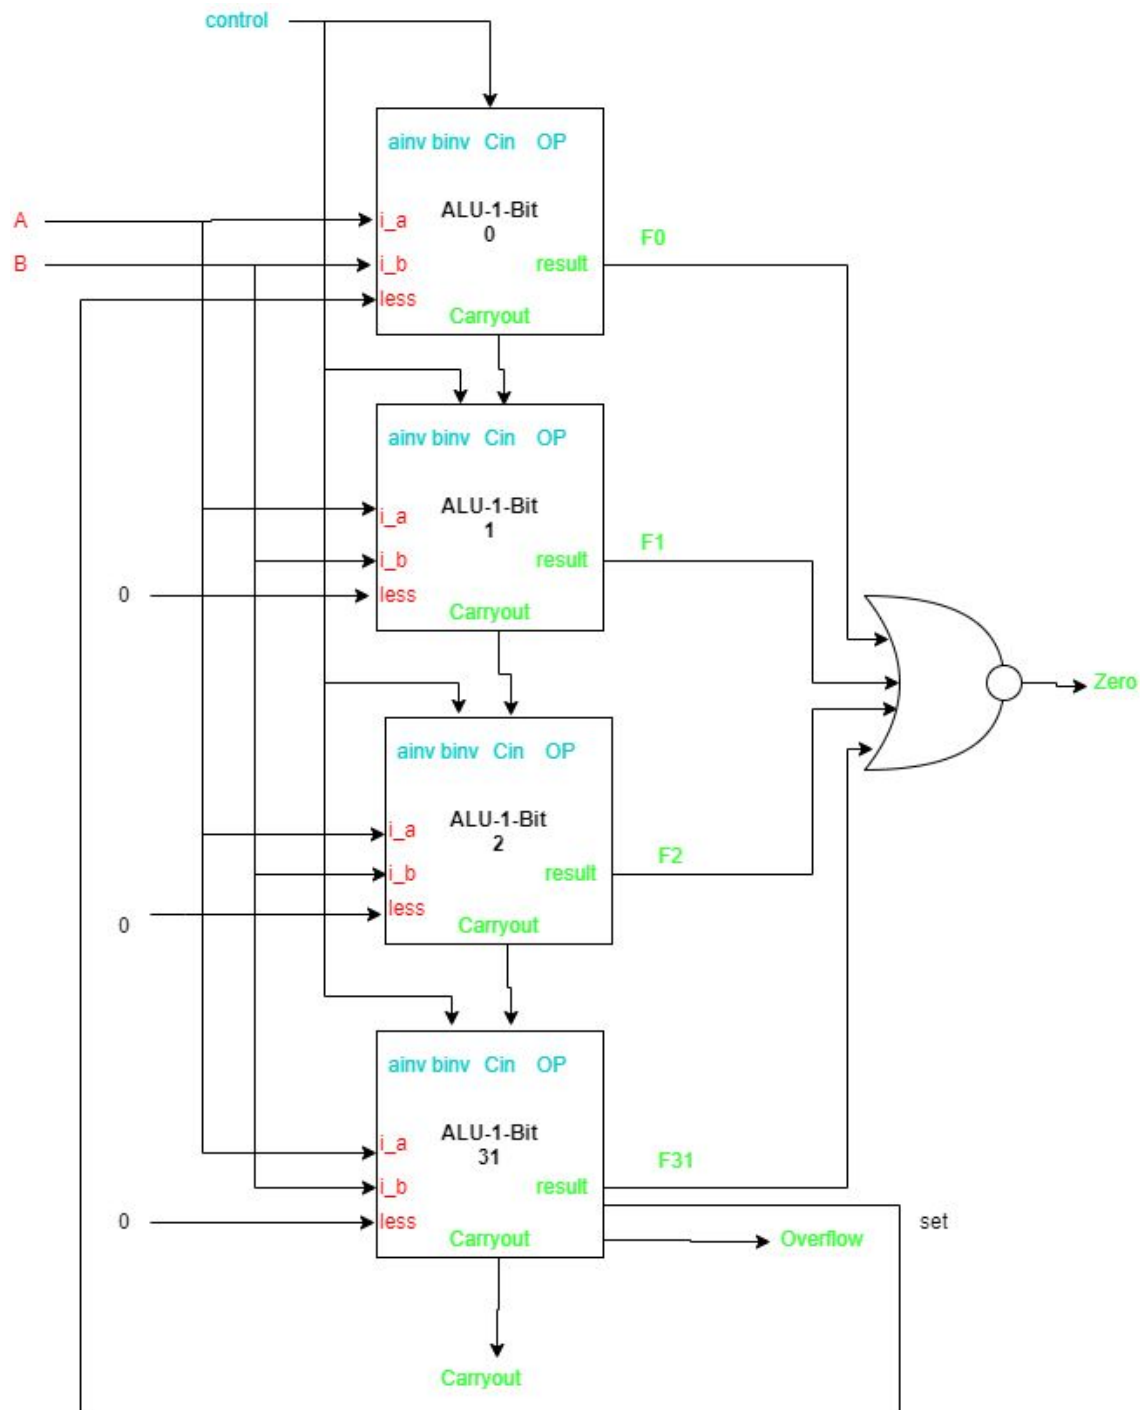 control
ainv binv Cin OP
A
i_a
ALU-1-Bit
0
F0
B
i_b
result
less
Carryout
ainv binv Cin OP
i_a
ALU-1-Bit
1
F1
i_b
result
0
less
Carryout
Zero
ainv binv Cin OP
i_a
ALU-1-Bit
2
F2
i_b
result
0
less
Carryout
ainv binv Cin OP
i_a
ALU-1-Bit
31
F31
i_b
result
0
less
set
Carryout
Overflow
Carryout